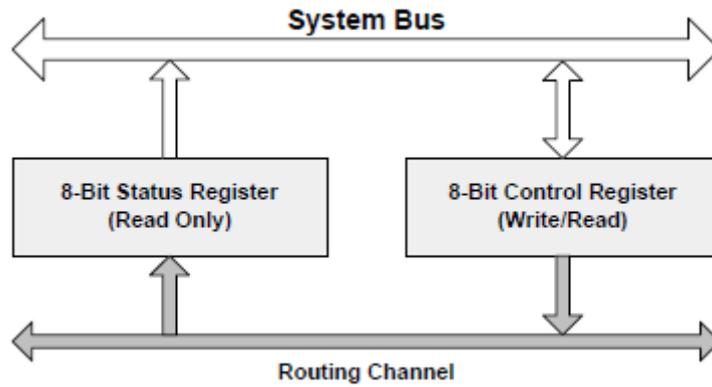 System Bus
8-Bit Status Register
(Read Only)
8-Bit Control Register
(Write/Read)
Routing Channel